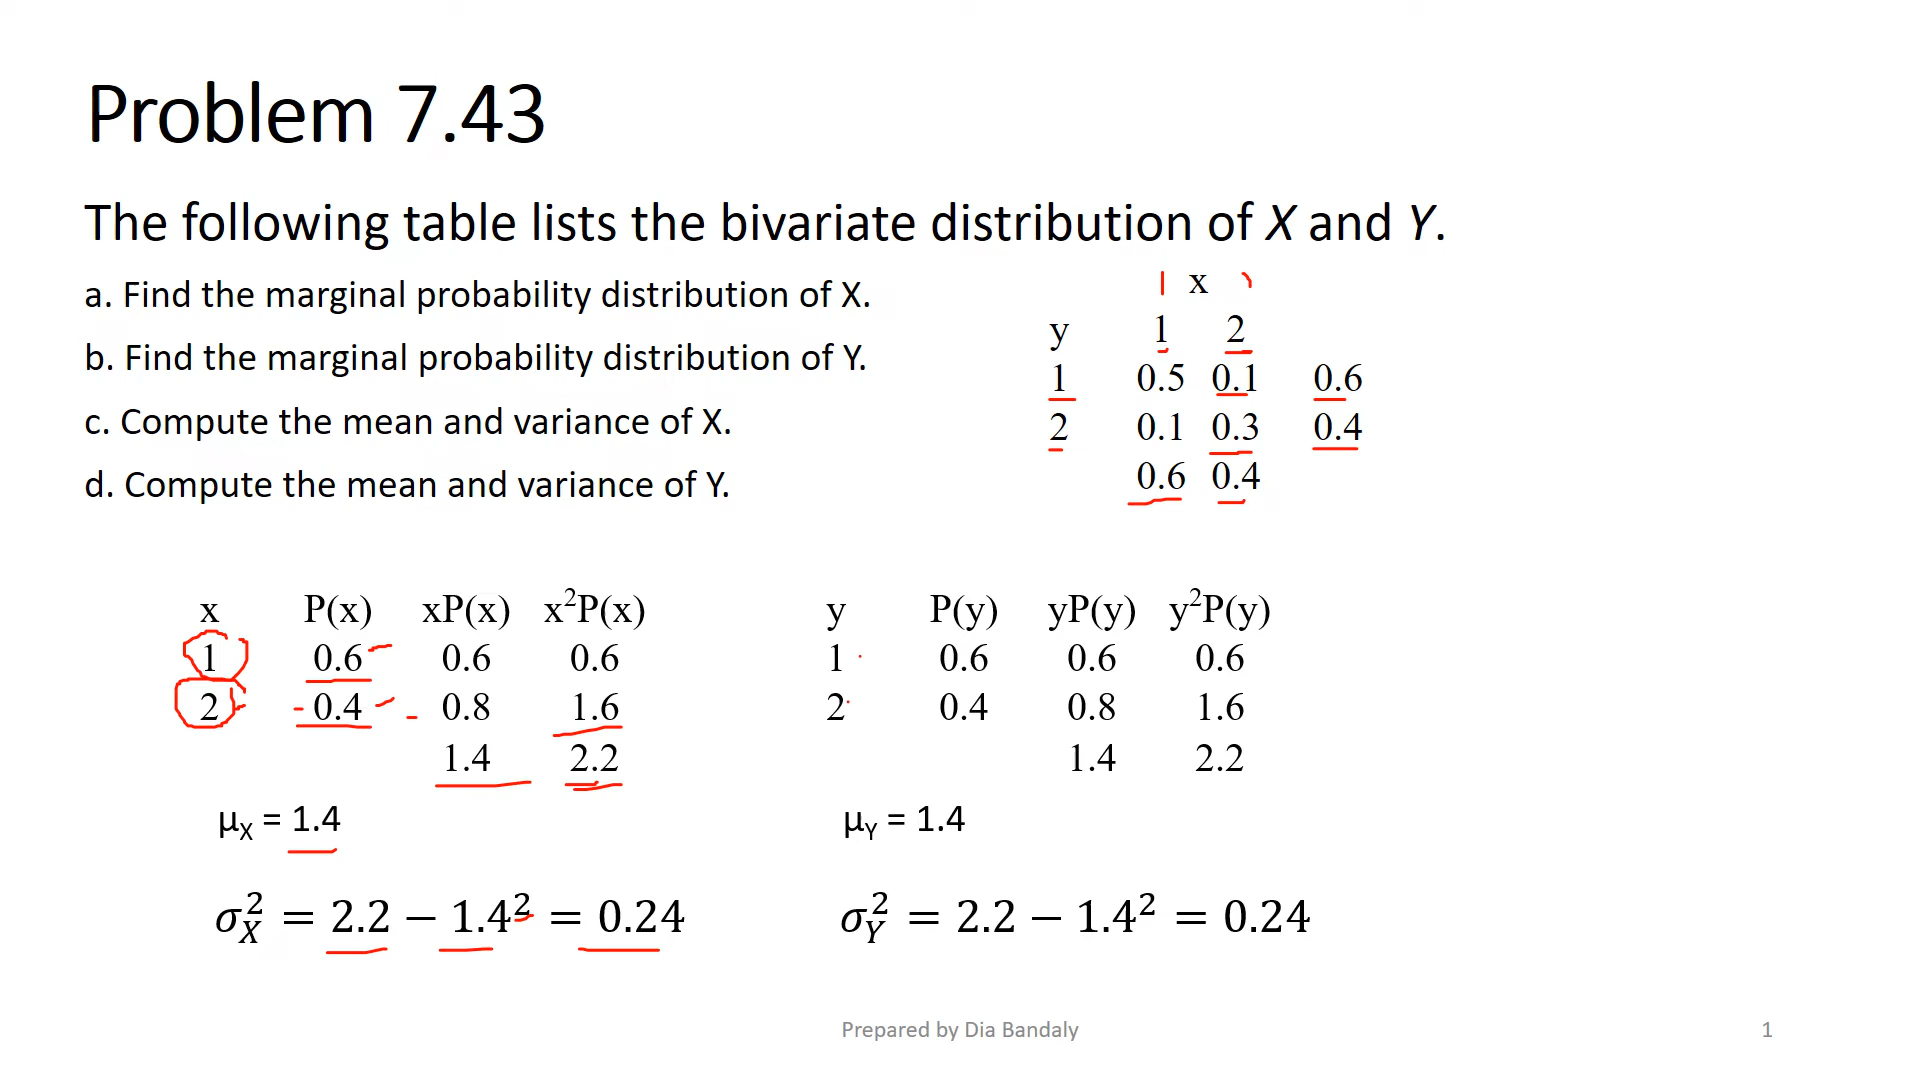 Problem 7.43
The following table lists the bivariate distribution of X and Y.
a. Find the marginal probability distribution of X.
b. Find the marginal probability distribution of Y.
c. Compute the mean and variance of X.
d. Compute the mean and variance of Y.
x
y 1 2
1 0.5 0.1 0.6
2 0.1 0.3 0.4
0.6 0.4
x P(x) xP(x) x²P(x)
1 0.6 0.6 0.6
2 0.4 0.8 1.6
1.4 2.2
μX = 1.4
σ²X = 2.2 − 1.4² = 0.24
y P(y) yP(y) y²P(y)
1 0.6 0.6 0.6
2 0.4 0.8 1.6
1.4 2.2
μY = 1.4
σ²Y = 2.2 − 1.4² = 0.24
Prepared by Dia Bandaly
1